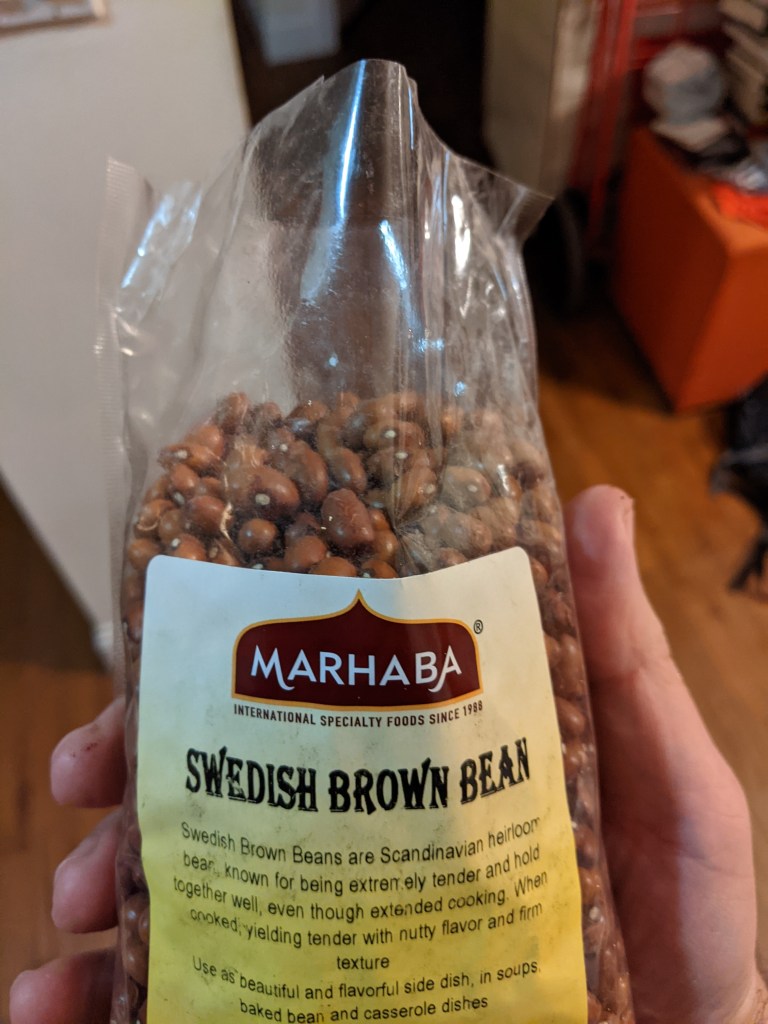 MARHABA®
INTERNATIONAL SPECIALTY FOODS SINCE 1988
SWEDISH BROWN BEAN
Swedish Brown Beans are Scandinavian heirloom
bean, known for being extremely tender and hold
together well, even though extended cooking. When
cooked, yielding tender with nutty flavor and firm
texture
Use as beautiful and flavorful side dish, in soups,
baked bean and casserole dishes